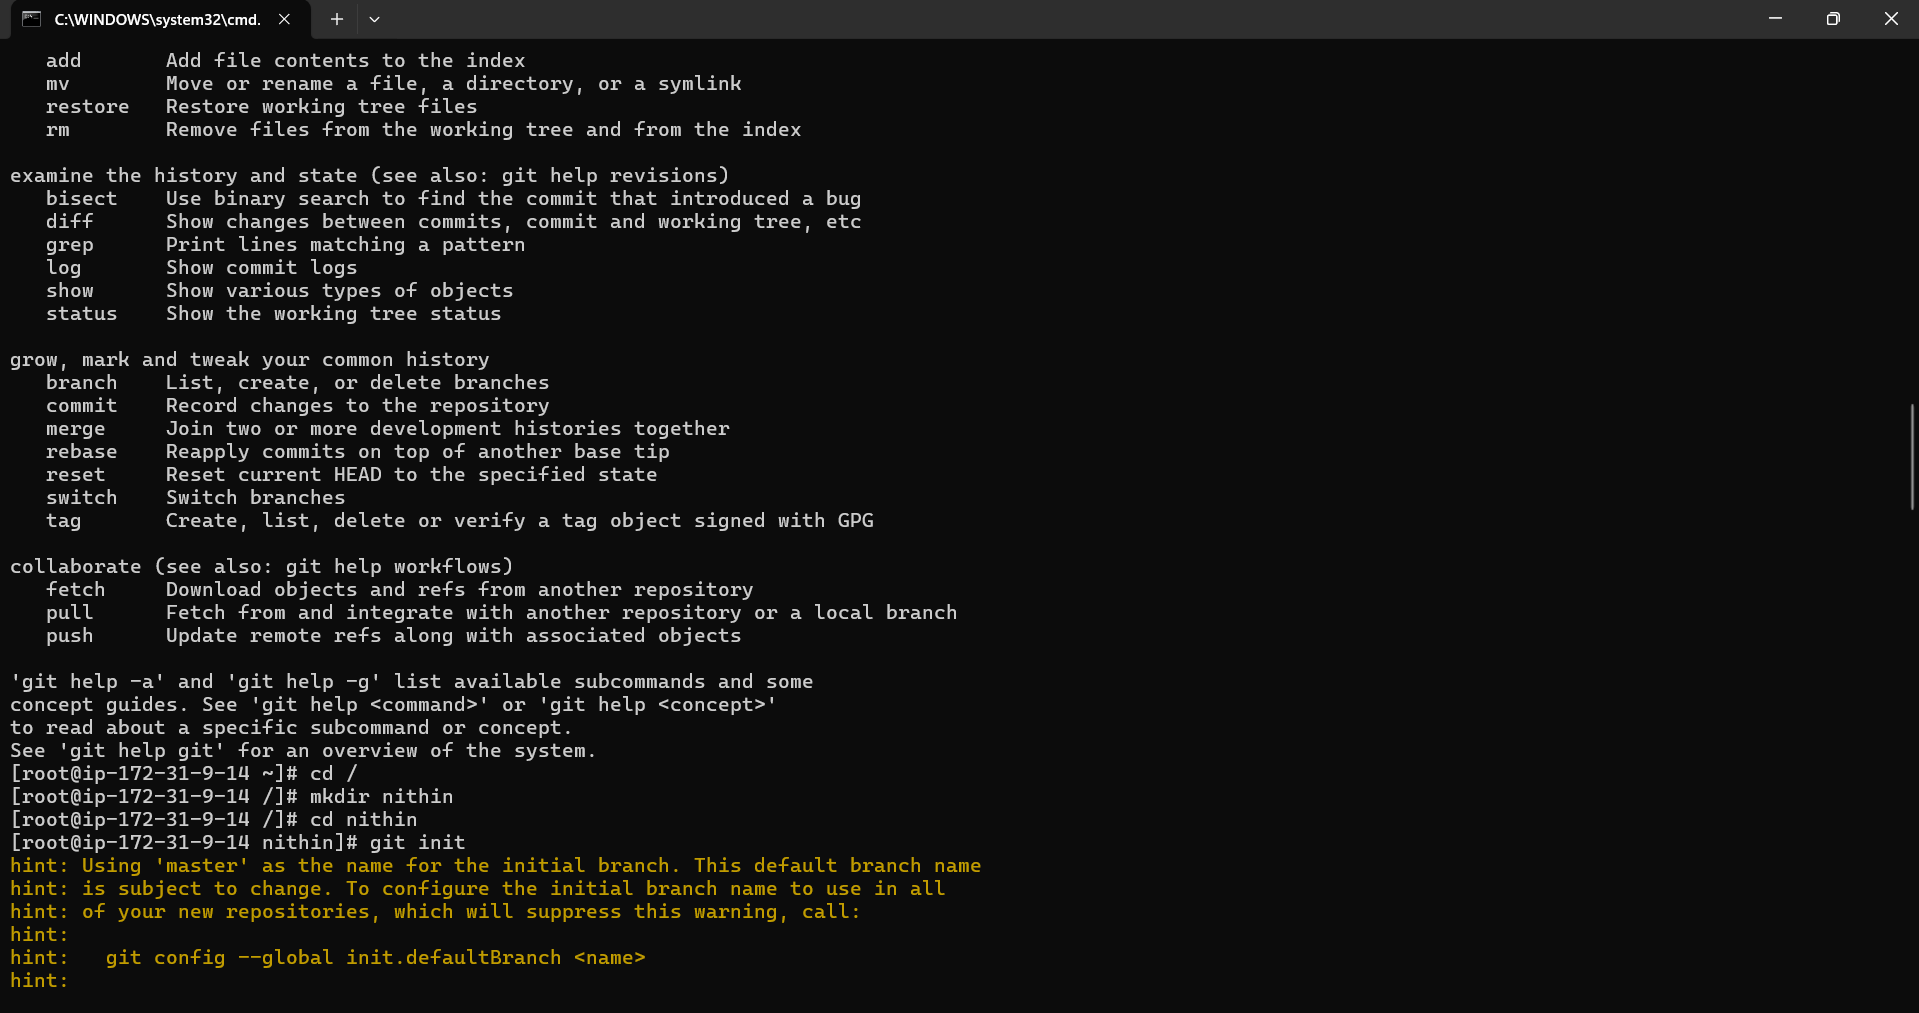 C:\WINDOWS\system32\cmd.
   add       Add file contents to the index
   mv        Move or rename a file, a directory, or a symlink
   restore   Restore working tree files
   rm        Remove files from the working tree and from the index

examine the history and state (see also: git help revisions)
   bisect    Use binary search to find the commit that introduced a bug
   diff      Show changes between commits, commit and working tree, etc
   grep      Print lines matching a pattern
   log       Show commit logs
   show      Show various types of objects
   status    Show the working tree status

grow, mark and tweak your common history
   branch    List, create, or delete branches
   commit    Record changes to the repository
   merge     Join two or more development histories together
   rebase    Reapply commits on top of another base tip
   reset     Reset current HEAD to the specified state
   switch    Switch branches
   tag       Create, list, delete or verify a tag object signed with GPG

collaborate (see also: git help workflows)
   fetch     Download objects and refs from another repository
   pull      Fetch from and integrate with another repository or a local branch
   push      Update remote refs along with associated objects

'git help -a' and 'git help -g' list available subcommands and some
concept guides. See 'git help <command>' or 'git help <concept>'
to read about a specific subcommand or concept.
See 'git help git' for an overview of the system.
[root@ip-172-31-9-14 ~]# cd /
[root@ip-172-31-9-14 /]# mkdir nithin
[root@ip-172-31-9-14 /]# cd nithin
[root@ip-172-31-9-14 nithin]# git init
hint: Using 'master' as the name for the initial branch. This default branch name
hint: is subject to change. To configure the initial branch name to use in all
hint: of your new repositories, which will suppress this warning, call:
hint:
hint:   git config --global init.defaultBranch <name>
hint: